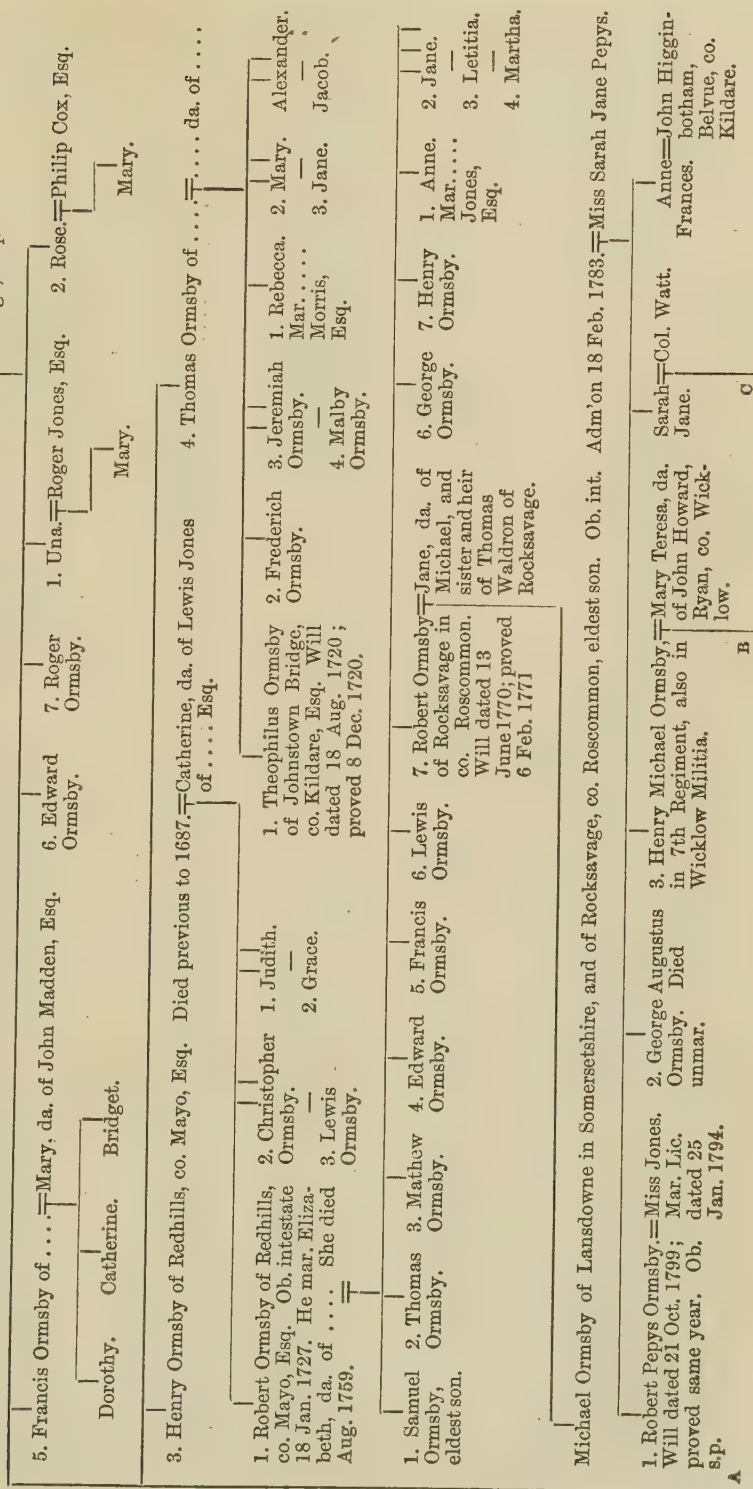 5. Francis Ormsby of ....=Mary, da. of John Madden, Esq.
6. Edward
Ormsby.
7. Roger
Ormsby.
1. Una.=Roger Jones, Esq.
2. Rose.=Philip Cox, Esq.
Dorothy.
Catherine.
Bridget.
Mary.
Mary.
3. Henry Ormsby of Redhills, co. Mayo, Esq. Died previous to 1687.=Catherine, da. of Lewis Jones
of .... Esq.
4. Thomas Ormsby of ....=.... da. of ....
1. Robert Ormsby of Redhills,
co. Mayo, Esq. Ob. intestate
18 Jan. 1727. He mar. Eliza-
beth, da. of .... She died
Aug. 1759.
2. Christopher
Ormsby.
—
3. Lewis
Ormsby.
1. Judith.
—
2. Grace.
1. Theophilus Ormsby
of Johnstown Bridge,
co. Kildare, Esq. Will
dated 18 Aug. 1720;
proved 8 Dec. 1720.
2. Frederich
Ormsby.
3. Jeremiah
Ormsby.
—
4. Malby
Ormsby.
1. Rebecca.
Mar.....
Morris,
Esq.
2. Mary.
—
3. Jane.
Alexander.
—
Jacob.
1. Samuel
Ormsby,
eldest son.
2. Thomas
Ormsby.
3. Mathew
Ormsby.
4. Edward
Ormsby.
5. Francis
Ormsby.
6. Lewis
Ormsby.
7. Robert Ormsby=Jane, da. of
of Rocksavage in Michael, and
co. Roscommon. sister and heir
Will dated 13 of Thomas
June 1770; proved Waldron of
6 Feb. 1771 Rocksavage.
6. George
Ormsby.
7. Henry
Ormsby.
1. Anne.
Mar.....
Jones,
Esq.
2. Jane.
—
3. Letitia.
—
4. Martha.
Michael Ormsby of Lansdowne in Somersetshire, and of Rocksavage, co. Roscommon, eldest son. Ob. int. Adm'on 18 Feb. 1783.=Miss Sarah Jane Pepys.
1. Robert Pepys Ormsby.=Miss Jones.
Will dated 21 Oct. 1799; Mar. Lic.
proved same year. Ob. dated 25
s.p. Jan. 1794.
2. George Augustus
Ormsby. Died
unmar.
3. Henry Michael Ormsby,=Mary Teresa, da.
in 7th Regiment, also in of John Howard,
Wicklow Militia. Ryan, co. Wick-
low.
Sarah=Col. Watt.
Jane.
Anne=John Higgin-
Frances. botham,
Belvue, co.
Kildare.
A
B
C